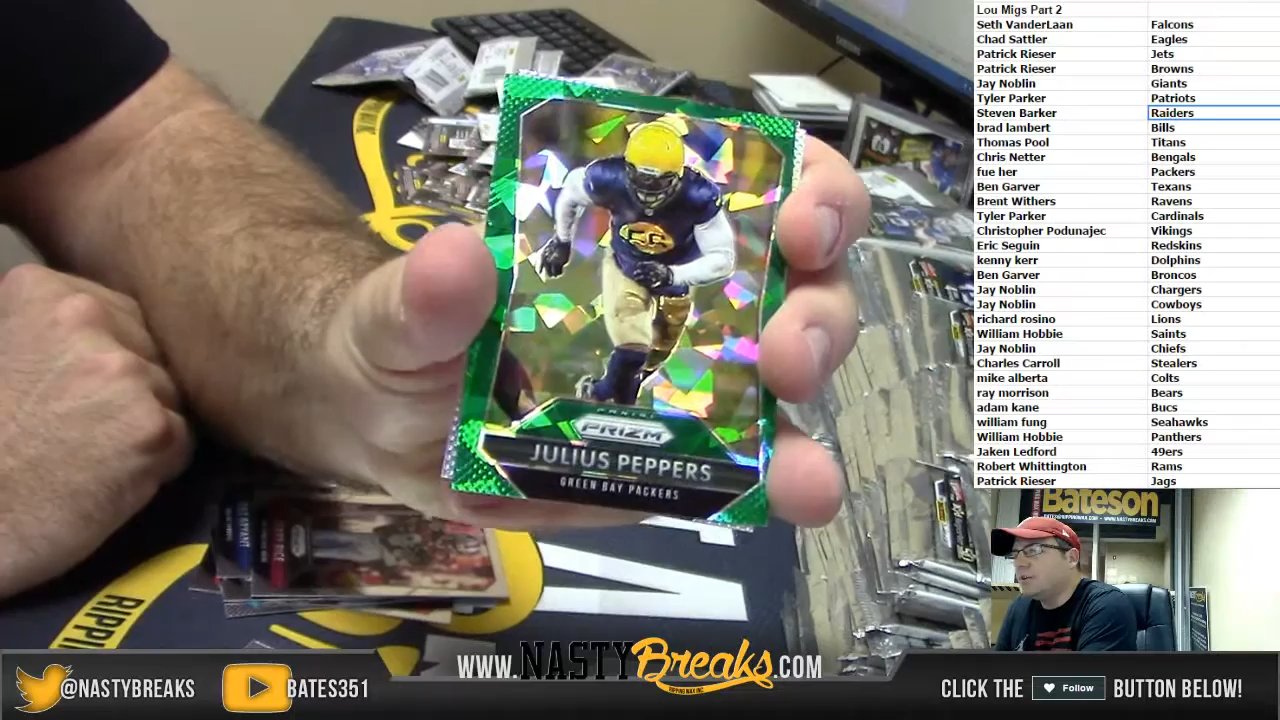 Lou Migs Part 2
Seth VanderLaan Falcons
Chad Sattler Eagles
Patrick Rieser Jets
Patrick Rieser Browns
Jay Noblin Giants
Tyler Parker Patriots
Steven Barker Raiders
brad lambert Bills
Thomas Pool Titans
Chris Netter Bengals
fue her Packers
Ben Garver Texans
Brent Withers Ravens
Tyler Parker Cardinals
Christopher Podunajec Vikings
Eric Seguin Redskins
kenny kerr Dolphins
Ben Garver Broncos
Jay Noblin Chargers
Jay Noblin Cowboys
richard rosino Lions
William Hobbie Saints
Jay Noblin Chiefs
Charles Carroll Stealers
mike alberta Colts
ray morrison Bears
adam kane Bucs
william fung Seahawks
William Hobbie Panthers
Jaken Ledford 49ers
Robert Whittington Rams
Patrick Rieser Jags
PANINI
PRIZM
JULIUS PEPPERS
GREEN BAY PACKERS
Bateson
RIPPIN
WWW.NASTYBreaks.COM
RIPPING WAX INC
@NASTYBREAKS
BATES351
CLICK THE Follow BUTTON BELOW!